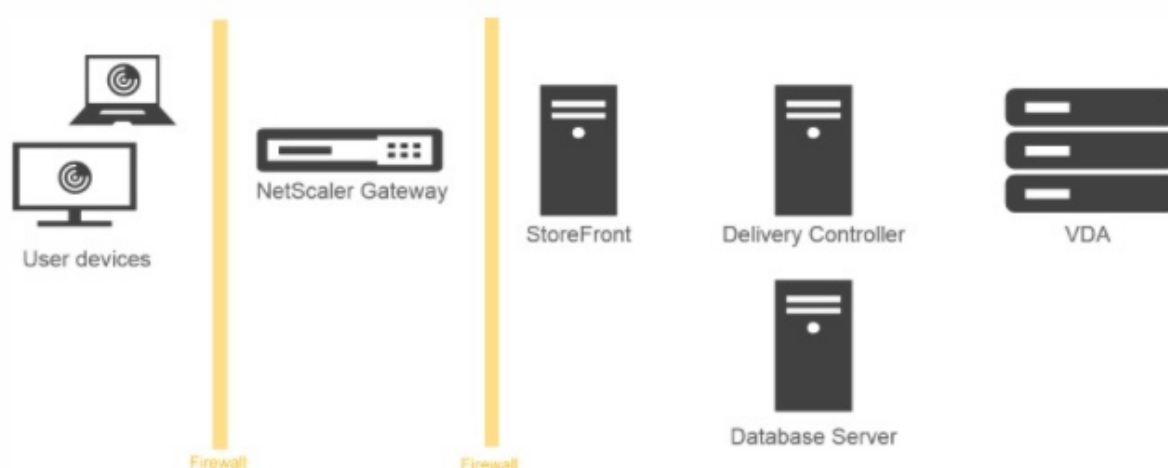 NetScaler Gateway
User devices
StoreFront
Delivery Controller
VDA
Database Server
Firewall
Firewall